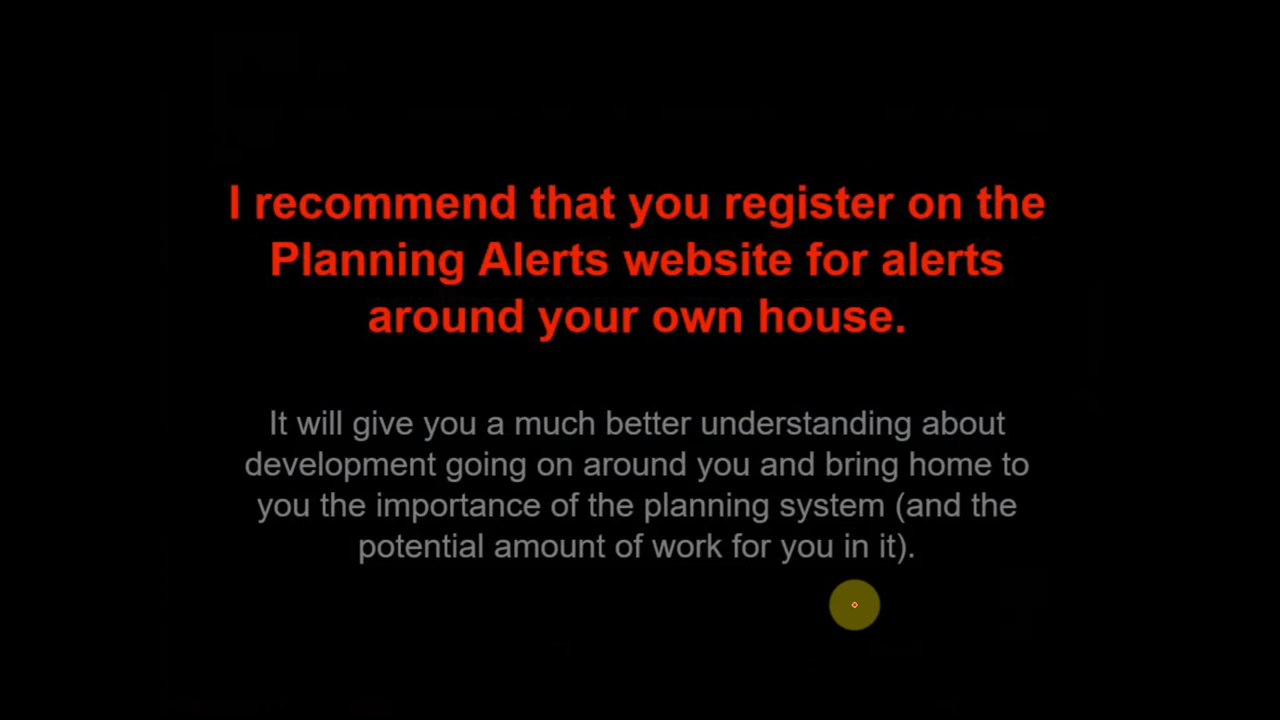 I recommend that you register on the
Planning Alerts website for alerts
around your own house.
It will give you a much better understanding about
development going on around you and bring home to
you the importance of the planning system (and the
potential amount of work for you in it).